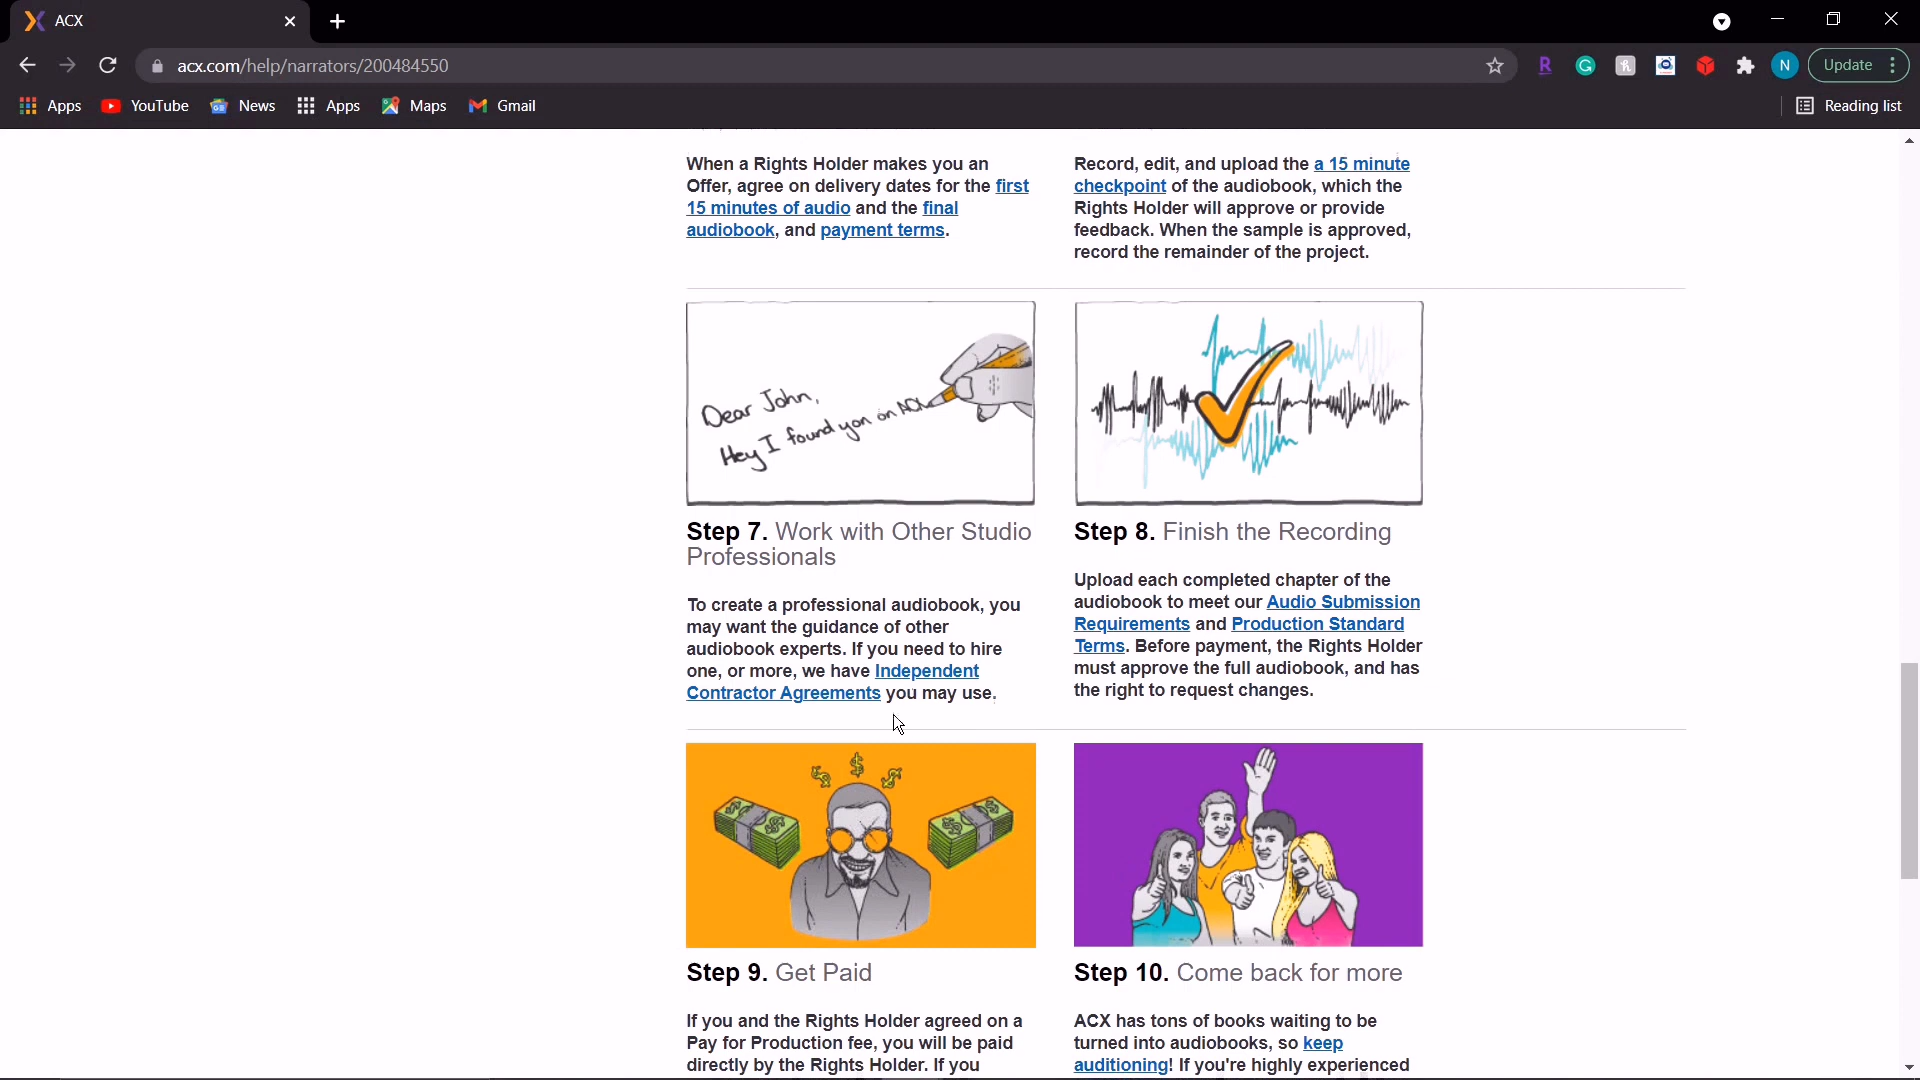 ACX
acx.com/help/narrators/200484550
Update
Apps
YouTube
News
Apps
Maps
Gmail
Reading list
When a Rights Holder makes you an
Offer, agree on delivery dates for the first
15 minutes of audio and the final
audiobook, and payment terms.
Record, edit, and upload the a 15 minute
checkpoint of the audiobook, which the
Rights Holder will approve or provide
feedback. When the sample is approved,
record the remainder of the project.
Dear John,
Hey I found you on ACX
Step 7. Work with Other Studio
Professionals
To create a professional audiobook, you
may want the guidance of other
audiobook experts. If you need to hire
one, or more, we have Independent
Contractor Agreements you may use.
Step 8. Finish the Recording
Upload each completed chapter of the
audiobook to meet our Audio Submission
Requirements and Production Standard
Terms. Before payment, the Rights Holder
must approve the full audiobook, and has
the right to request changes.
Step 9. Get Paid
If you and the Rights Holder agreed on a
Pay for Production fee, you will be paid
directly by the Rights Holder. If you
Step 10. Come back for more
ACX has tons of books waiting to be
turned into audiobooks, so keep
auditioning! If you're highly experienced